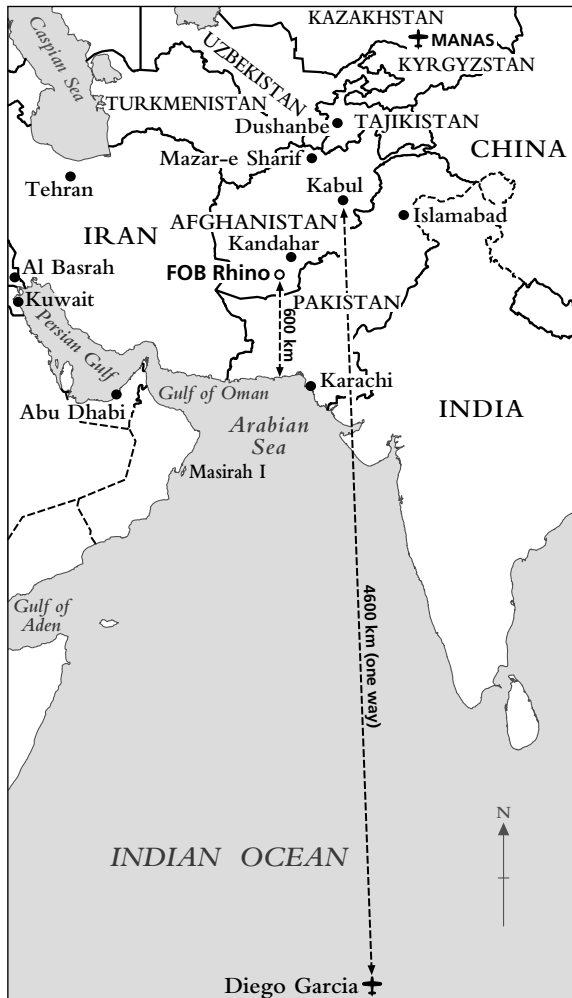 KAZAKHSTAN
Caspian Sea
MANAS
UZBEKISTAN
KYRGYZSTAN
TURKMENISTAN
Dushanbe
TAJIKISTAN
Mazar-e Sharif
CHINA
Tehran
Kabul
AFGHANISTAN
Islamabad
IRAN
Kandahar
Al Basrah
FOB Rhino
Kuwait
PAKISTAN
Persian Gulf
600 km
Gulf of Oman
Karachi
Abu Dhabi
INDIA
Arabian
Sea
Masirah I
Gulf of
Aden
4600 km (one way)
N
INDIAN OCEAN
Diego Garcia